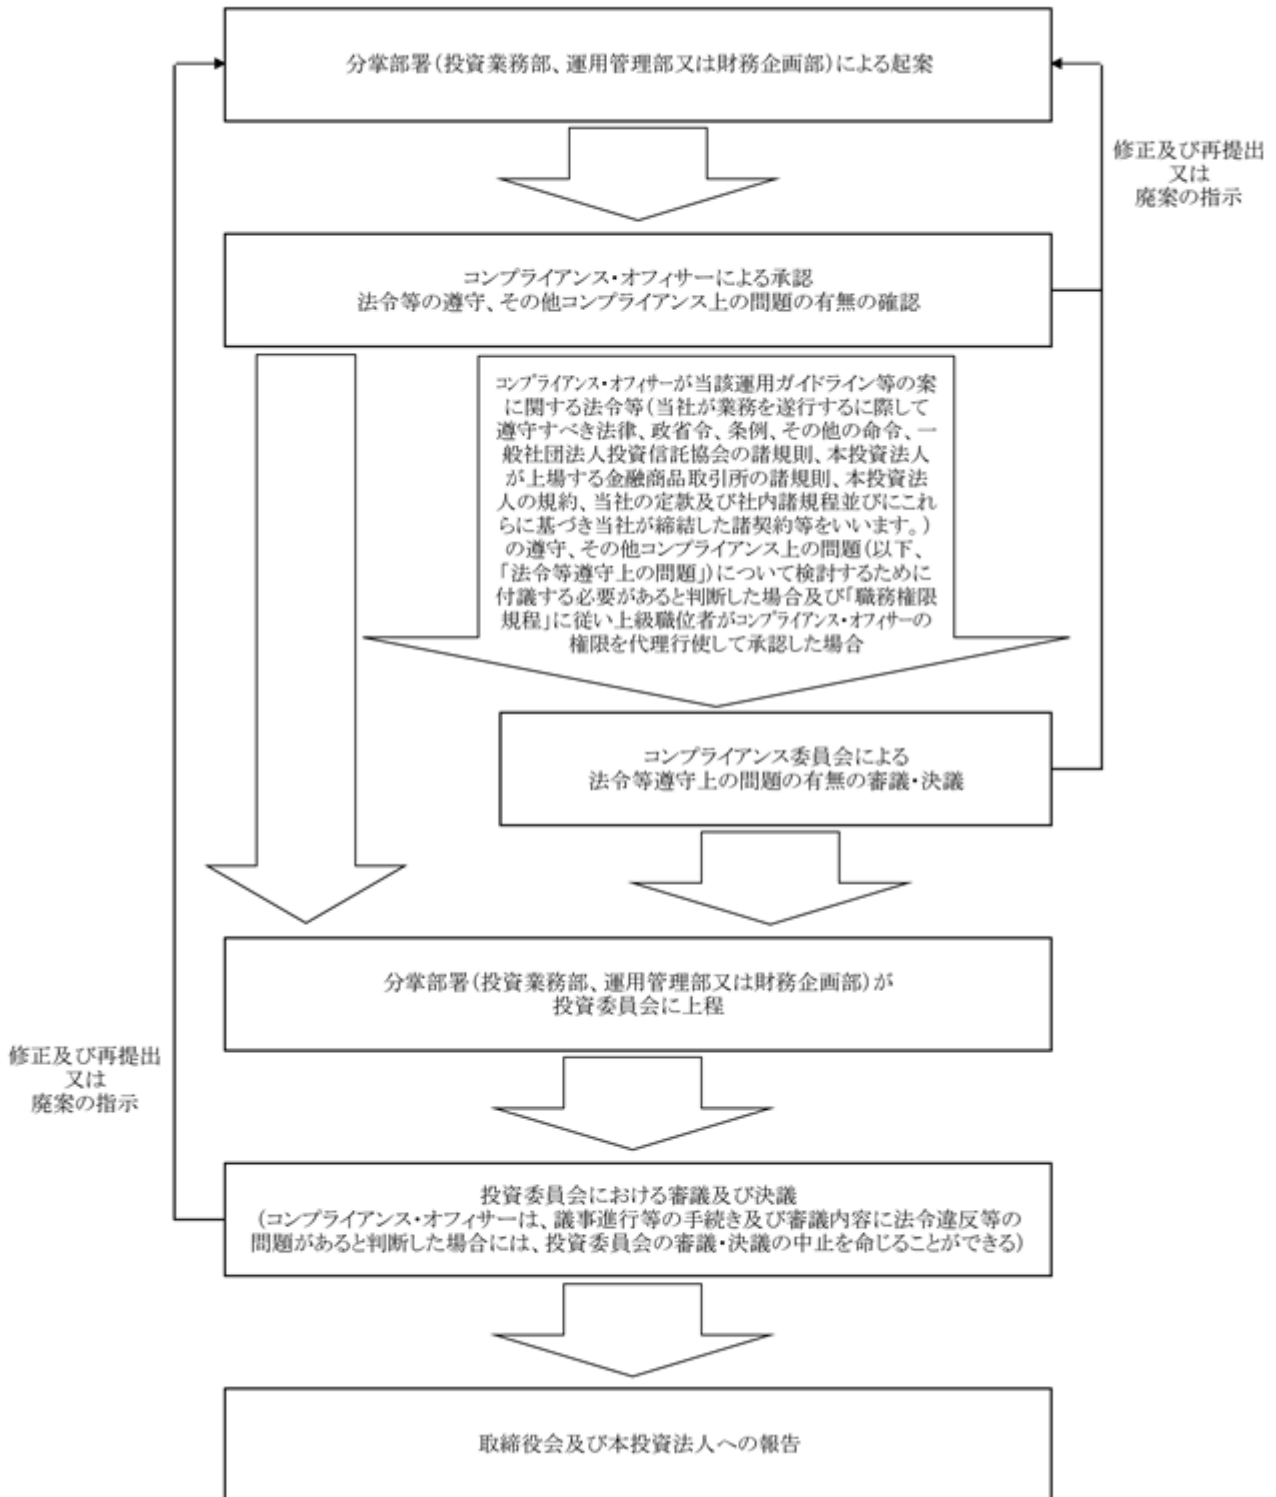 分掌部署(投資業務部、運用管理部又は財務企画部)による起案
修正及び再提出
又は
廃案の指示
コンプライアンス・オフィサーによる承認
法令等の遵守、その他コンプライアンス上の問題の有無の確認
コンプライアンス・オフィサーが当該運用ガイドライン等の案
に関する法令等(当社が業務を遂行するに際して
遵守すべき法律、政省令、条例、その他の命令、一
般社団法人投資信託協会の諸規則、本投資法人
が上場する金融商品取引所の諸規則、本投資法
人の規約、当社の定款及び社内諸規程並びにこれ
らに基づき当社が締結した諸契約等をいいます。)
の遵守、その他コンプライアンス上の問題(以下、
「法令等遵守上の問題」)について検討するために
付議する必要があると判断した場合及び「職務権限
規程」に従い上級職位者がコンプライアンス・オフィサーの
権限を代理行使して承認した場合
コンプライアンス委員会による
法令等遵守上の問題の有無の審議・決議
分掌部署(投資業務部、運用管理部又は財務企画部)が
投資委員会に上程
修正及び再提出
又は
廃案の指示
投資委員会における審議及び決議
(コンプライアンス・オフィサーは、議事進行等の手続き及び審議内容に法令違反等の
問題があると判断した場合には、投資委員会の審議・決議の中止を命じることができる)
取締役会及び本投資法人への報告